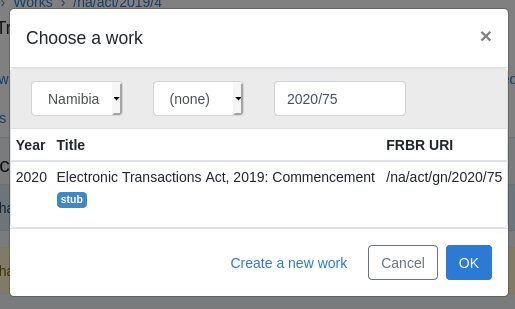 Works > /na/act/2019/4
Choose a work ×
Namibia (none) 2020/75
Year Title FRBR URI
2020 Electronic Transactions Act, 2019: Commencement /na/act/gn/2020/75
stub
Create a new work Cancel OK